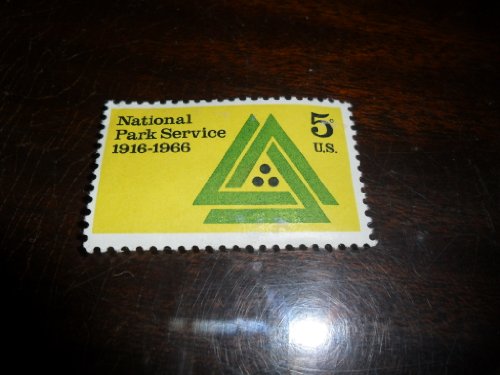 National
Park Service
1916-1966
5c
U.S.